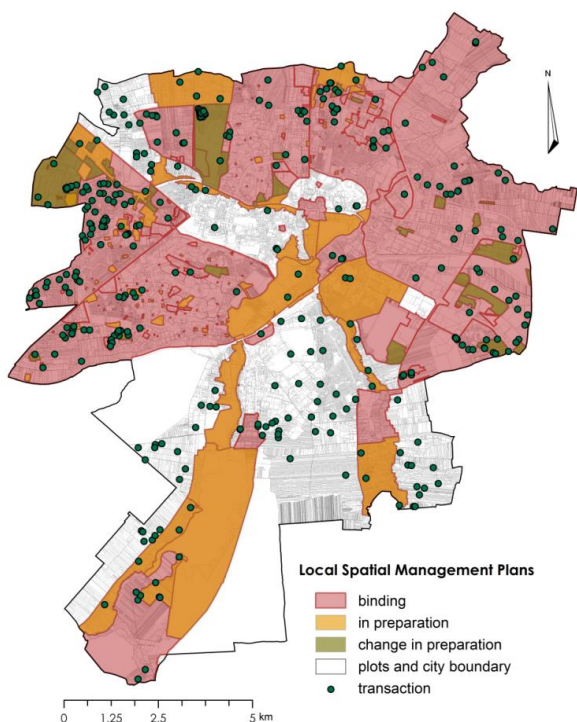 N
Local Spatial Management Plans
binding
in preparation
change in preparation
plots and city boundary
transaction
0 1.25 2.5 5 km